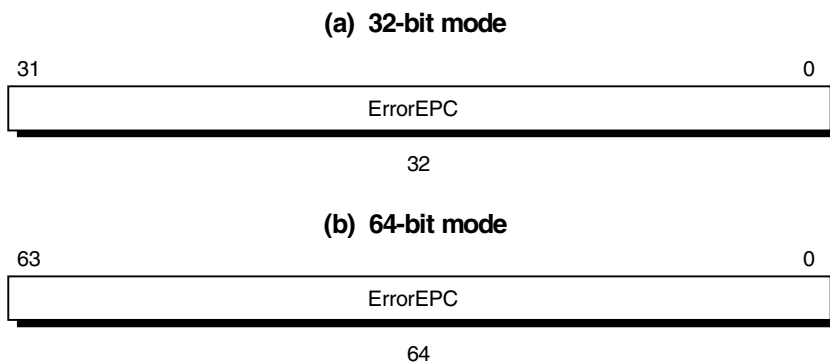 (a) 32-bit mode
31 0
ErrorEPC
32
(b) 64-bit mode
63 0
ErrorEPC
64